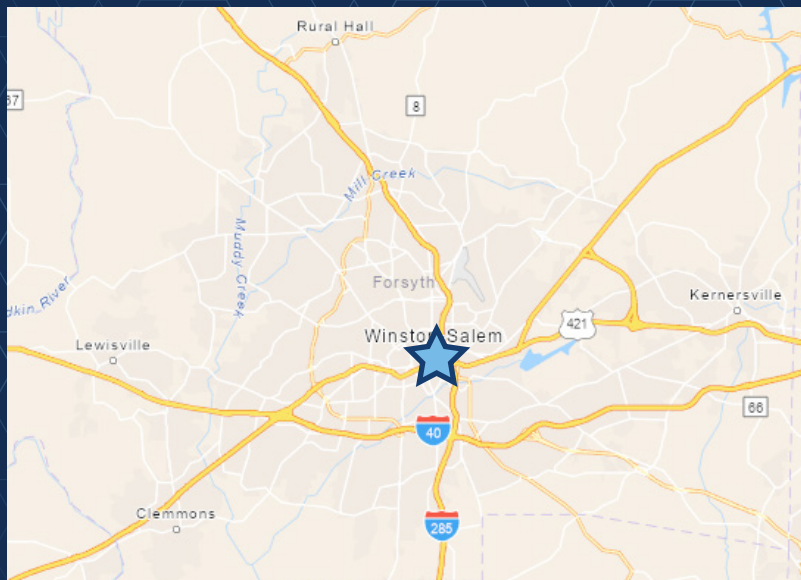 Rural Hall
67
8
Mill Creek
Muddy Creek
Forsyth
dkin River
Kernersville
421
Winston Salem
Lewisville
66
40
Clemmons
285